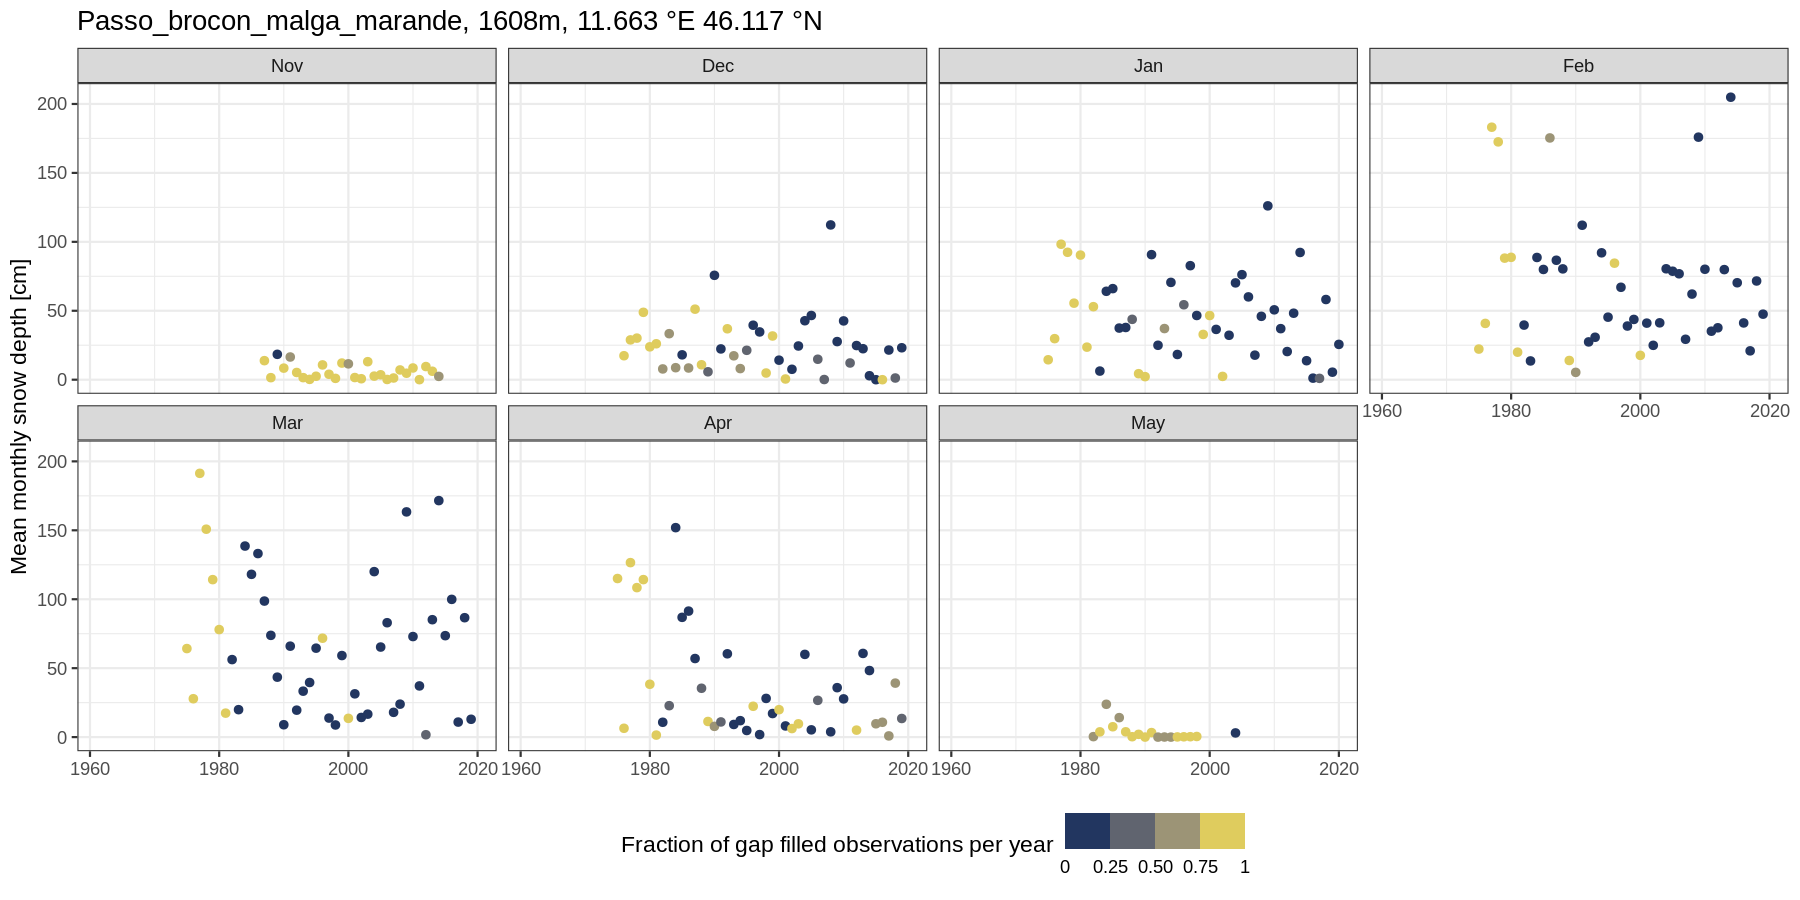 Passo_brocon_malga_marande, 1608m, 11.663 °E 46.117 °N
Nov Dec Jan Feb
200
150
100
50
0
1960 1980 2000 2020
Mar Apr May
200
150
100
50
0
1960 1980 2000 2020 1960 1980 2000 2020 1960 1980 2000 2020
Mean monthly snow depth [cm]
Fraction of gap filled observations per year
0 0.25 0.50 0.75 1